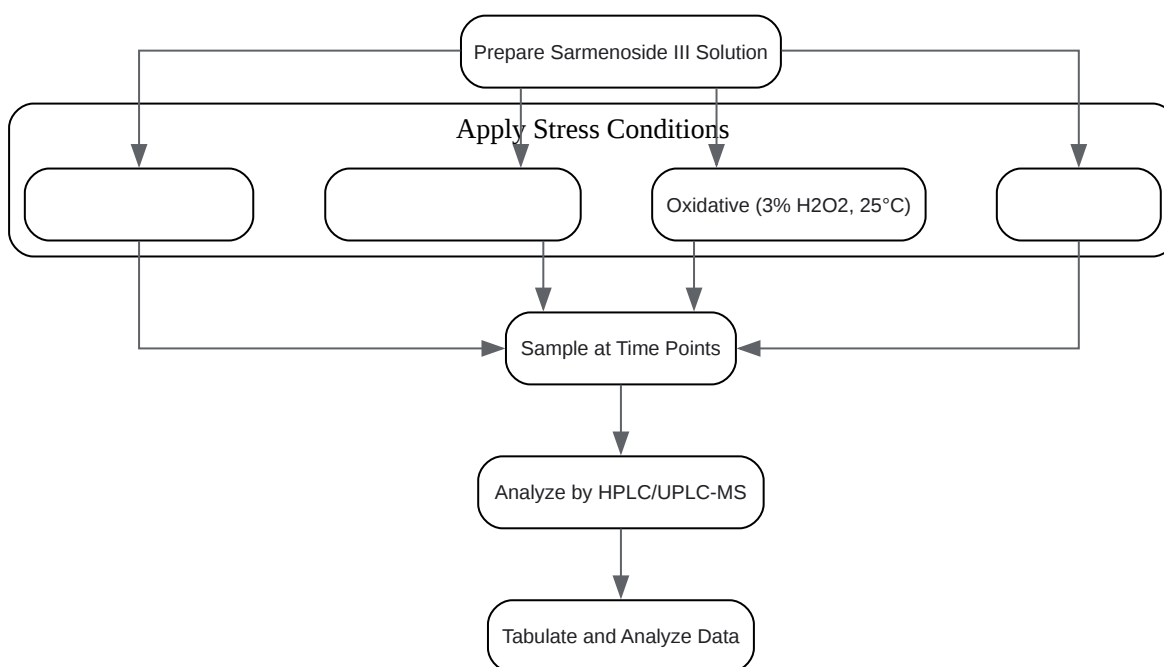 Prepare Sarmenoside III Solution
Apply Stress Conditions
Oxidative (3% H2O2, 25°C)
Sample at Time Points
Analyze by HPLC/UPLC-MS
Tabulate and Analyze Data